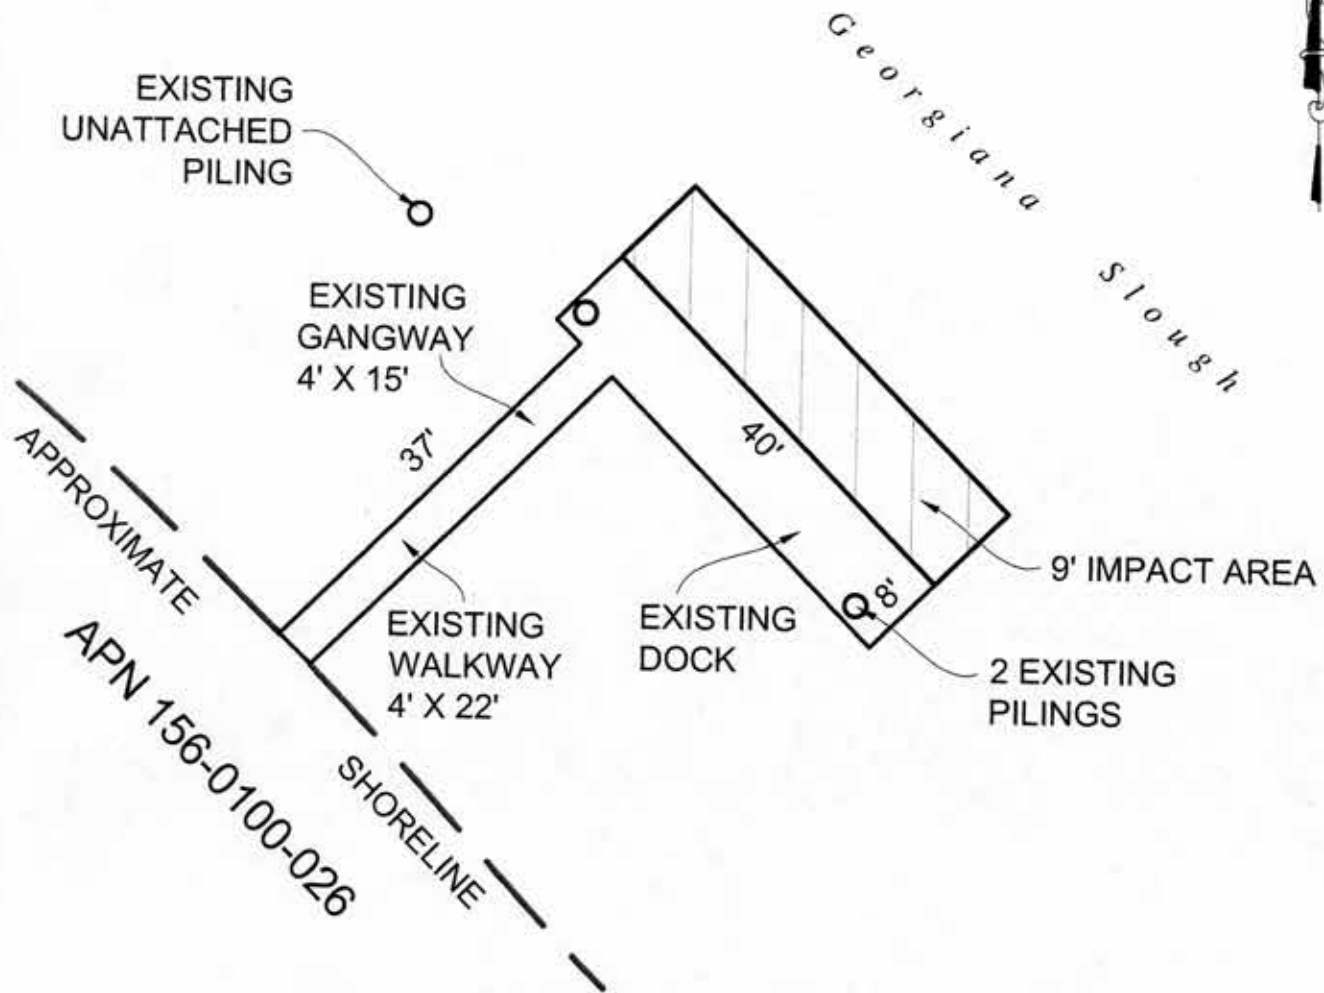 Georgiana Slough
EXISTING
UNATTACHED
PILING
EXISTING
GANGWAY
4' X 15'
37'
40'
8'
9' IMPACT AREA
EXISTING
WALKWAY
4' X 22'
EXISTING
DOCK
2 EXISTING
PILINGS
APPROXIMATE
SHORELINE
APN 156-0100-026